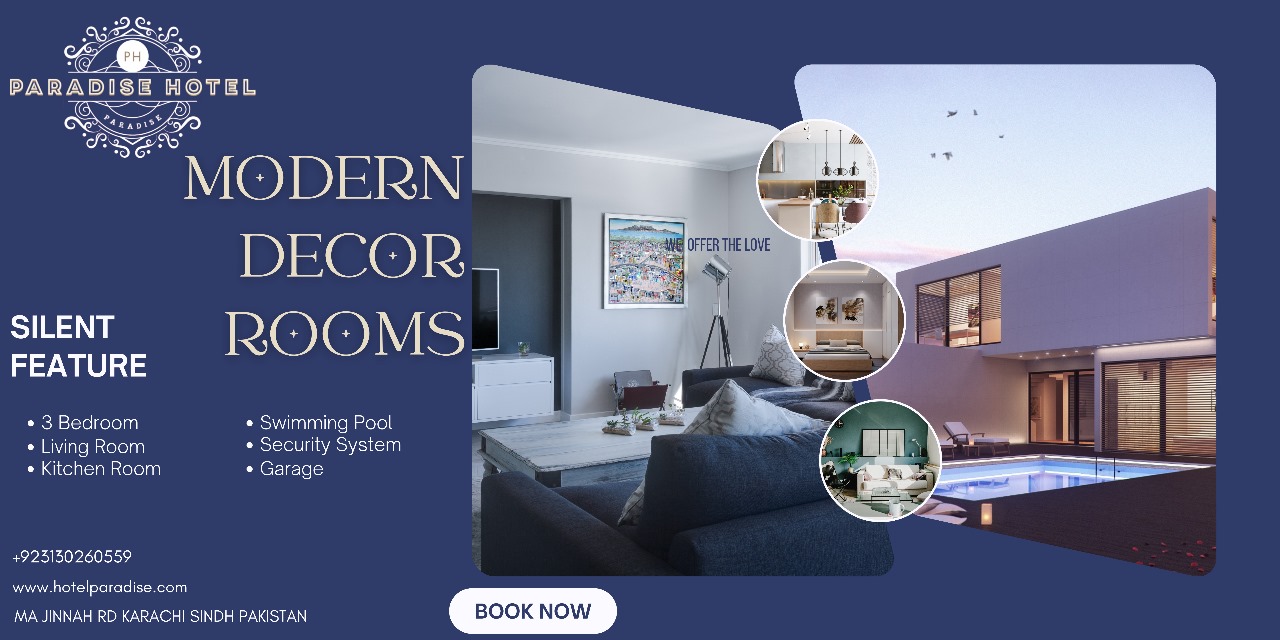 PH
PARADISE HOTEL
PARADISE
MODERN
DECOR
ROOMS
WE OFFER THE LOVE
SILENT
FEATURE
3 Bedroom
Living Room
Kitchen Room
Swimming Pool
Security System
Garage
+923130260559
www.hotelparadise.com
MA JINNAH RD KARACHI SINDH PAKISTAN
BOOK NOW